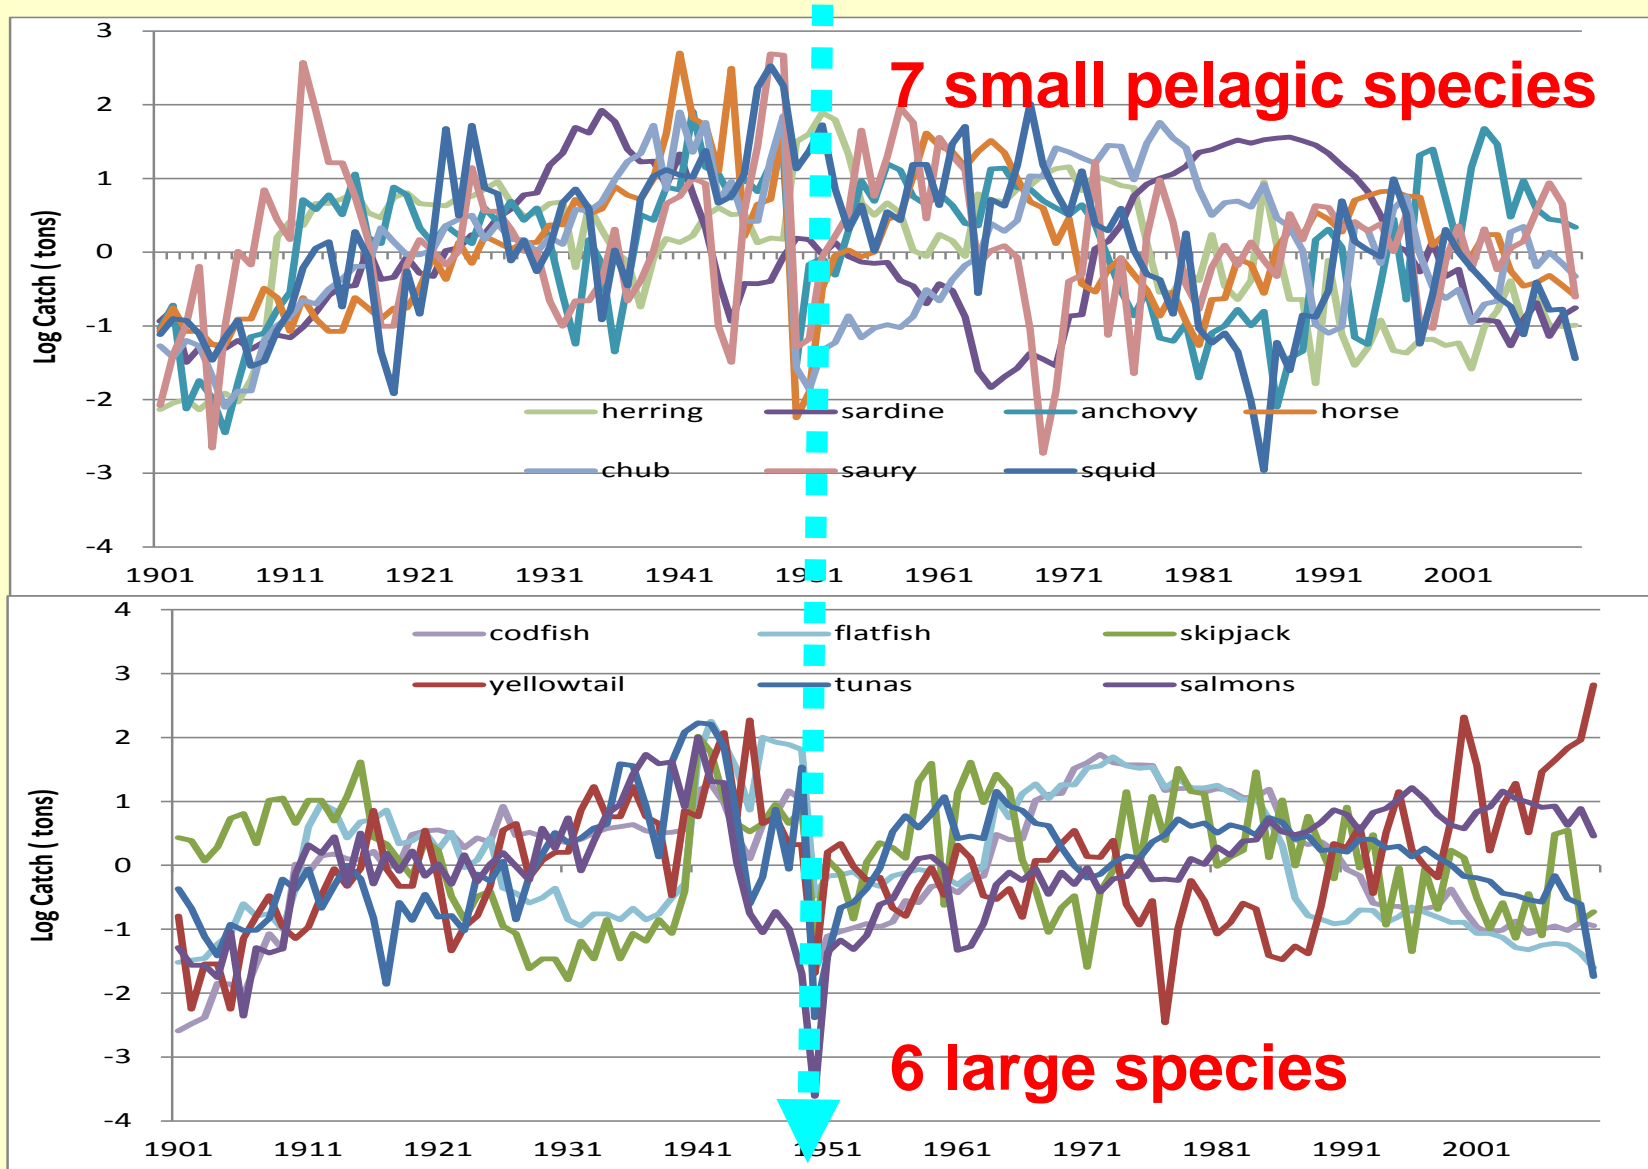 3
2
1
0
-1
-2
-3
-4
Log Catch ( tons)
7 small pelagic species
herring sardine anchovy horse
chub saury squid
1901 1911 1921 1931 1941 1951 1961 1971 1981 1991 2001
4
3
2
1
0
-1
-2
-3
-4
Log Catch ( tons)
codfish flatfish skipjack
yellowtail tunas salmons
6 large species
1901 1911 1921 1931 1941 1951 1961 1971 1981 1991 2001